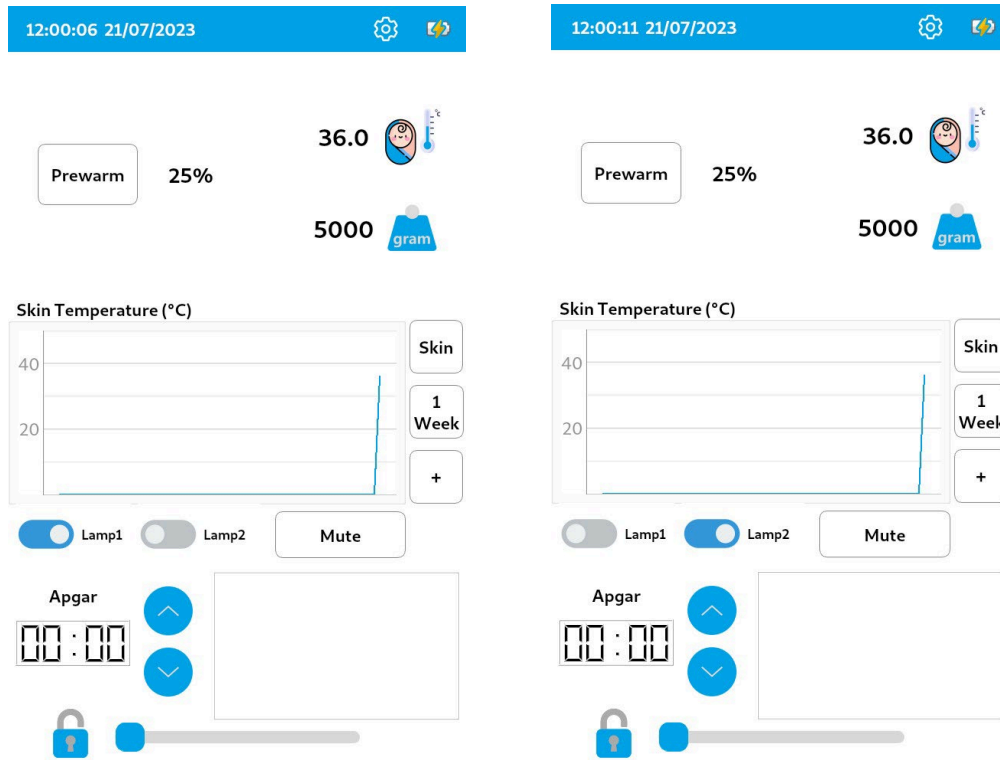 12:00:06 21/07/2023
36.0
°c
Prewarm 25%
5000 gram
Skin Temperature (°C)
Skin
40
1
Week
20
+
Lamp1 Lamp2 Mute
Apgar
00:00
12:00:11 21/07/2023
36.0
°c
Prewarm 25%
5000 gram
Skin Temperature (°C)
Skin
40
1
Week
20
+
Lamp1 Lamp2 Mute
Apgar
00:00